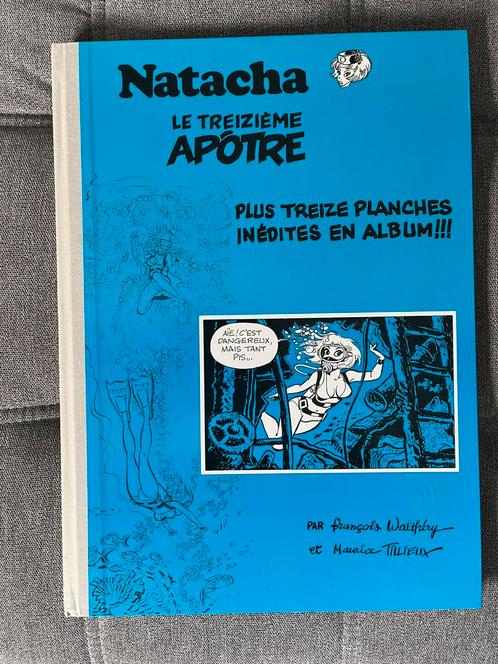 Natacha
LE TREIZIÈME
APÔTRE
PLUS TREIZE PLANCHES
INÉDITES EN ALBUM!!!
AÏE! C'EST
DANGEREUX,
MAIS TANT
PIS...
PAR François Walthéry
et Maurice TILLIEUX